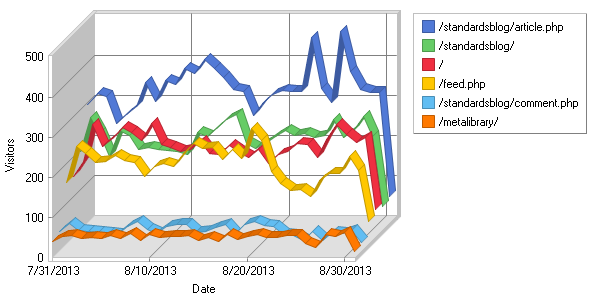 500
400
300
200
100
0
Visitors
7/31/2013
8/10/2013
8/20/2013
8/30/2013
Date
/standardsblog/article.php
/standardsblog/
/
/feed.php
/standardsblog/comment.php
/metalibrary/